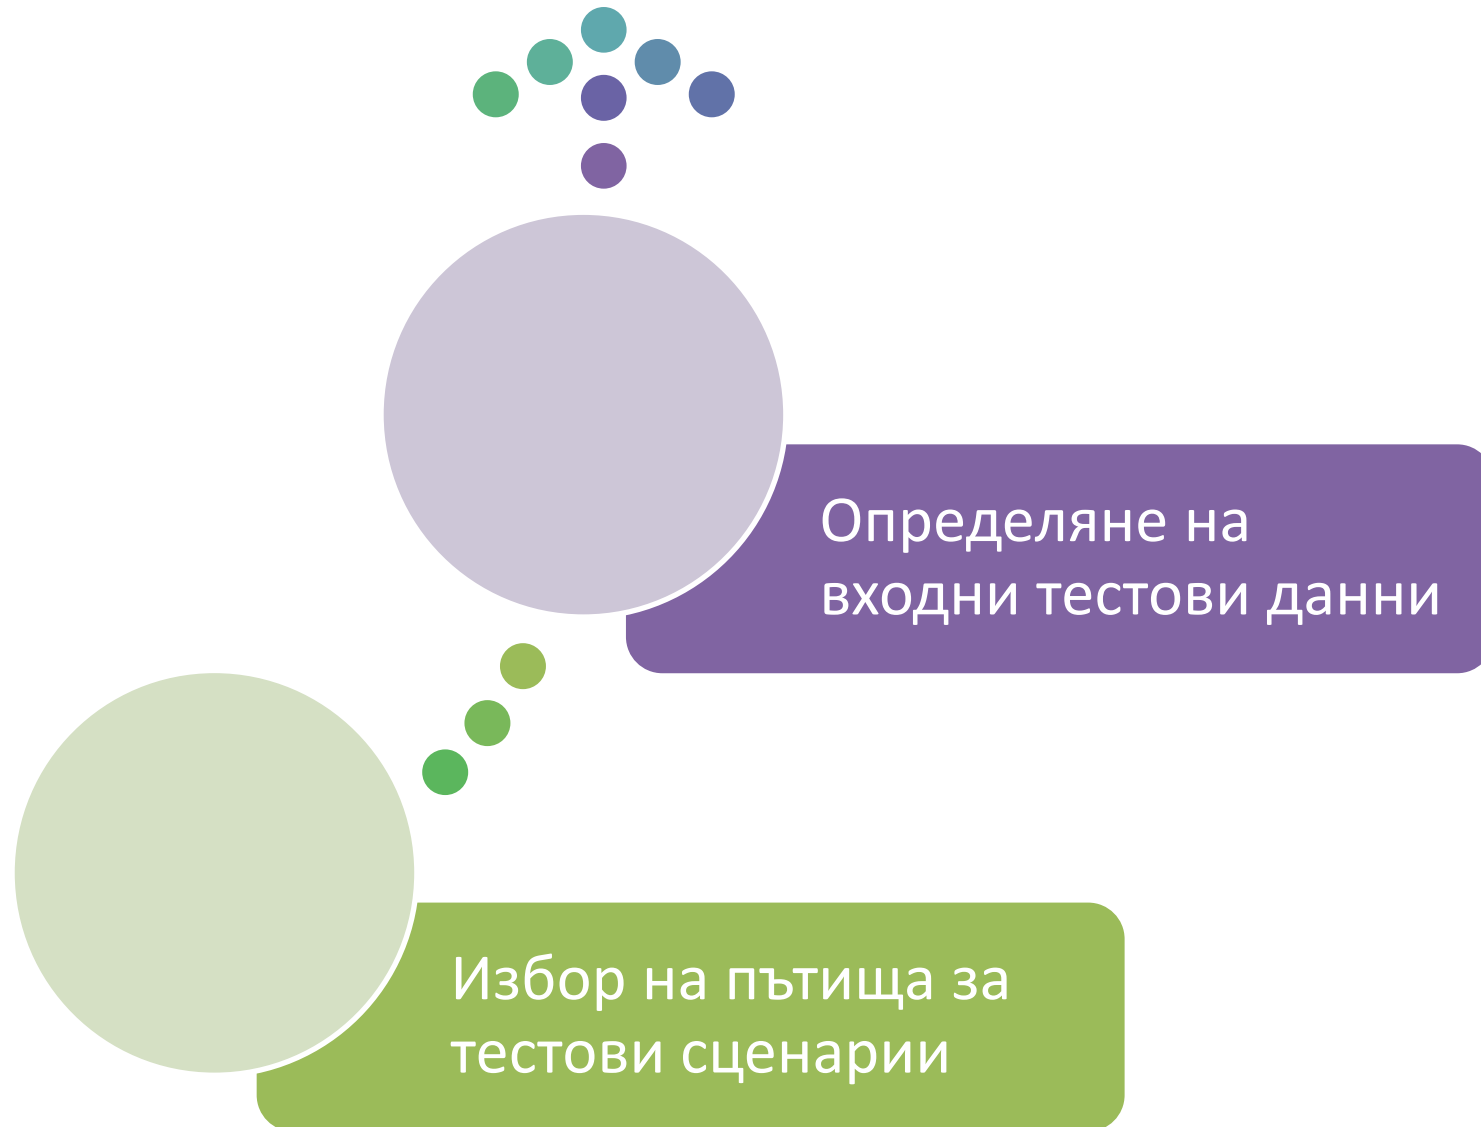 Определяне на
входни тестови данни
Избор на пътища за
тестови сценарии